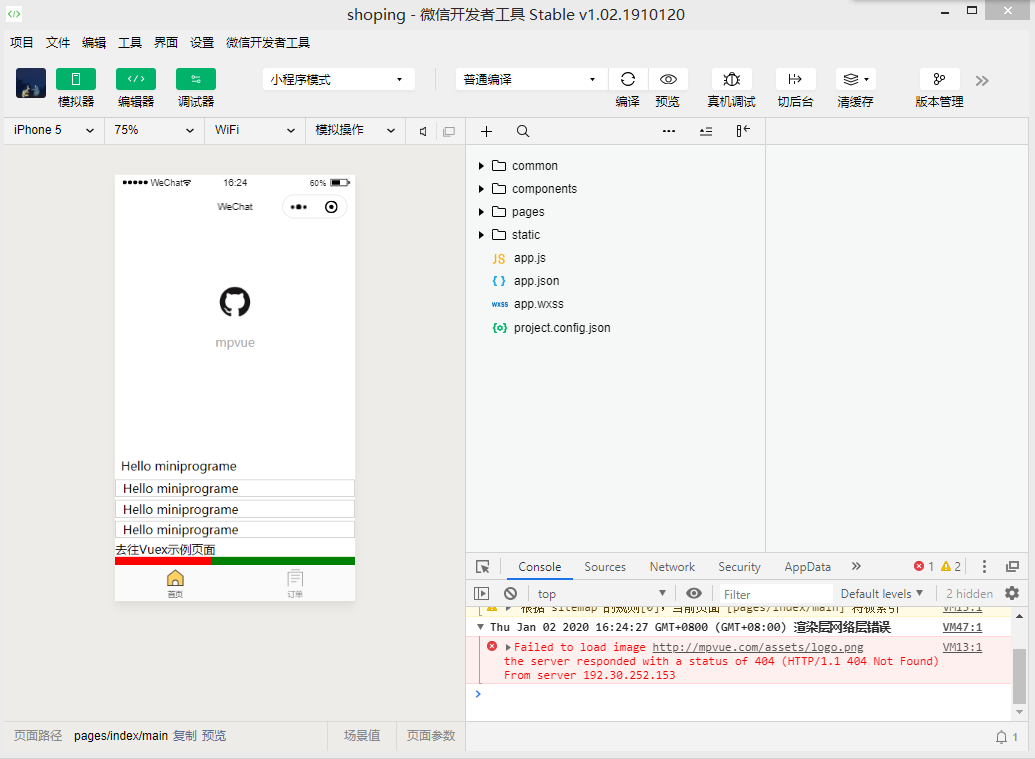 shoping - 微信开发者工具 Stable v1.02.1910120
项目 文件 编辑 工具 界面 设置 微信开发者工具
小程序模式 普通编译
模拟器 编辑器 调试器 编译 预览 真机调试 切后台 清缓存 版本管理
iPhone 5 75% WiFi 模拟操作
WeChat 16:24 60%
WeChat
mpvue
Hello miniprograme
Hello miniprograme
Hello miniprograme
Hello miniprograme
去往Vuex示例页面
首页 订单
common
components
pages
static
JS app.js
{ } app.json
WXSS app.wxss
{o} project.config.json
Console Sources Network Security AppData 1 2
top Filter Default levels 2 hidden
根据 sitemap 的规则[0]，当前页面 [pages/index/main] 将被索引 VM13:1
Thu Jan 02 2020 16:24:27 GMT+0800 (GMT+08:00) 渲染层网络层错误 VM47:1
Failed to load image http://mpvue.com/assets/logo.png VM13:1
the server responded with a status of 404 (HTTP/1.1 404 Not Found)
From server 192.30.252.153
页面路径 pages/index/main 复制 预览 场景值 页面参数 1